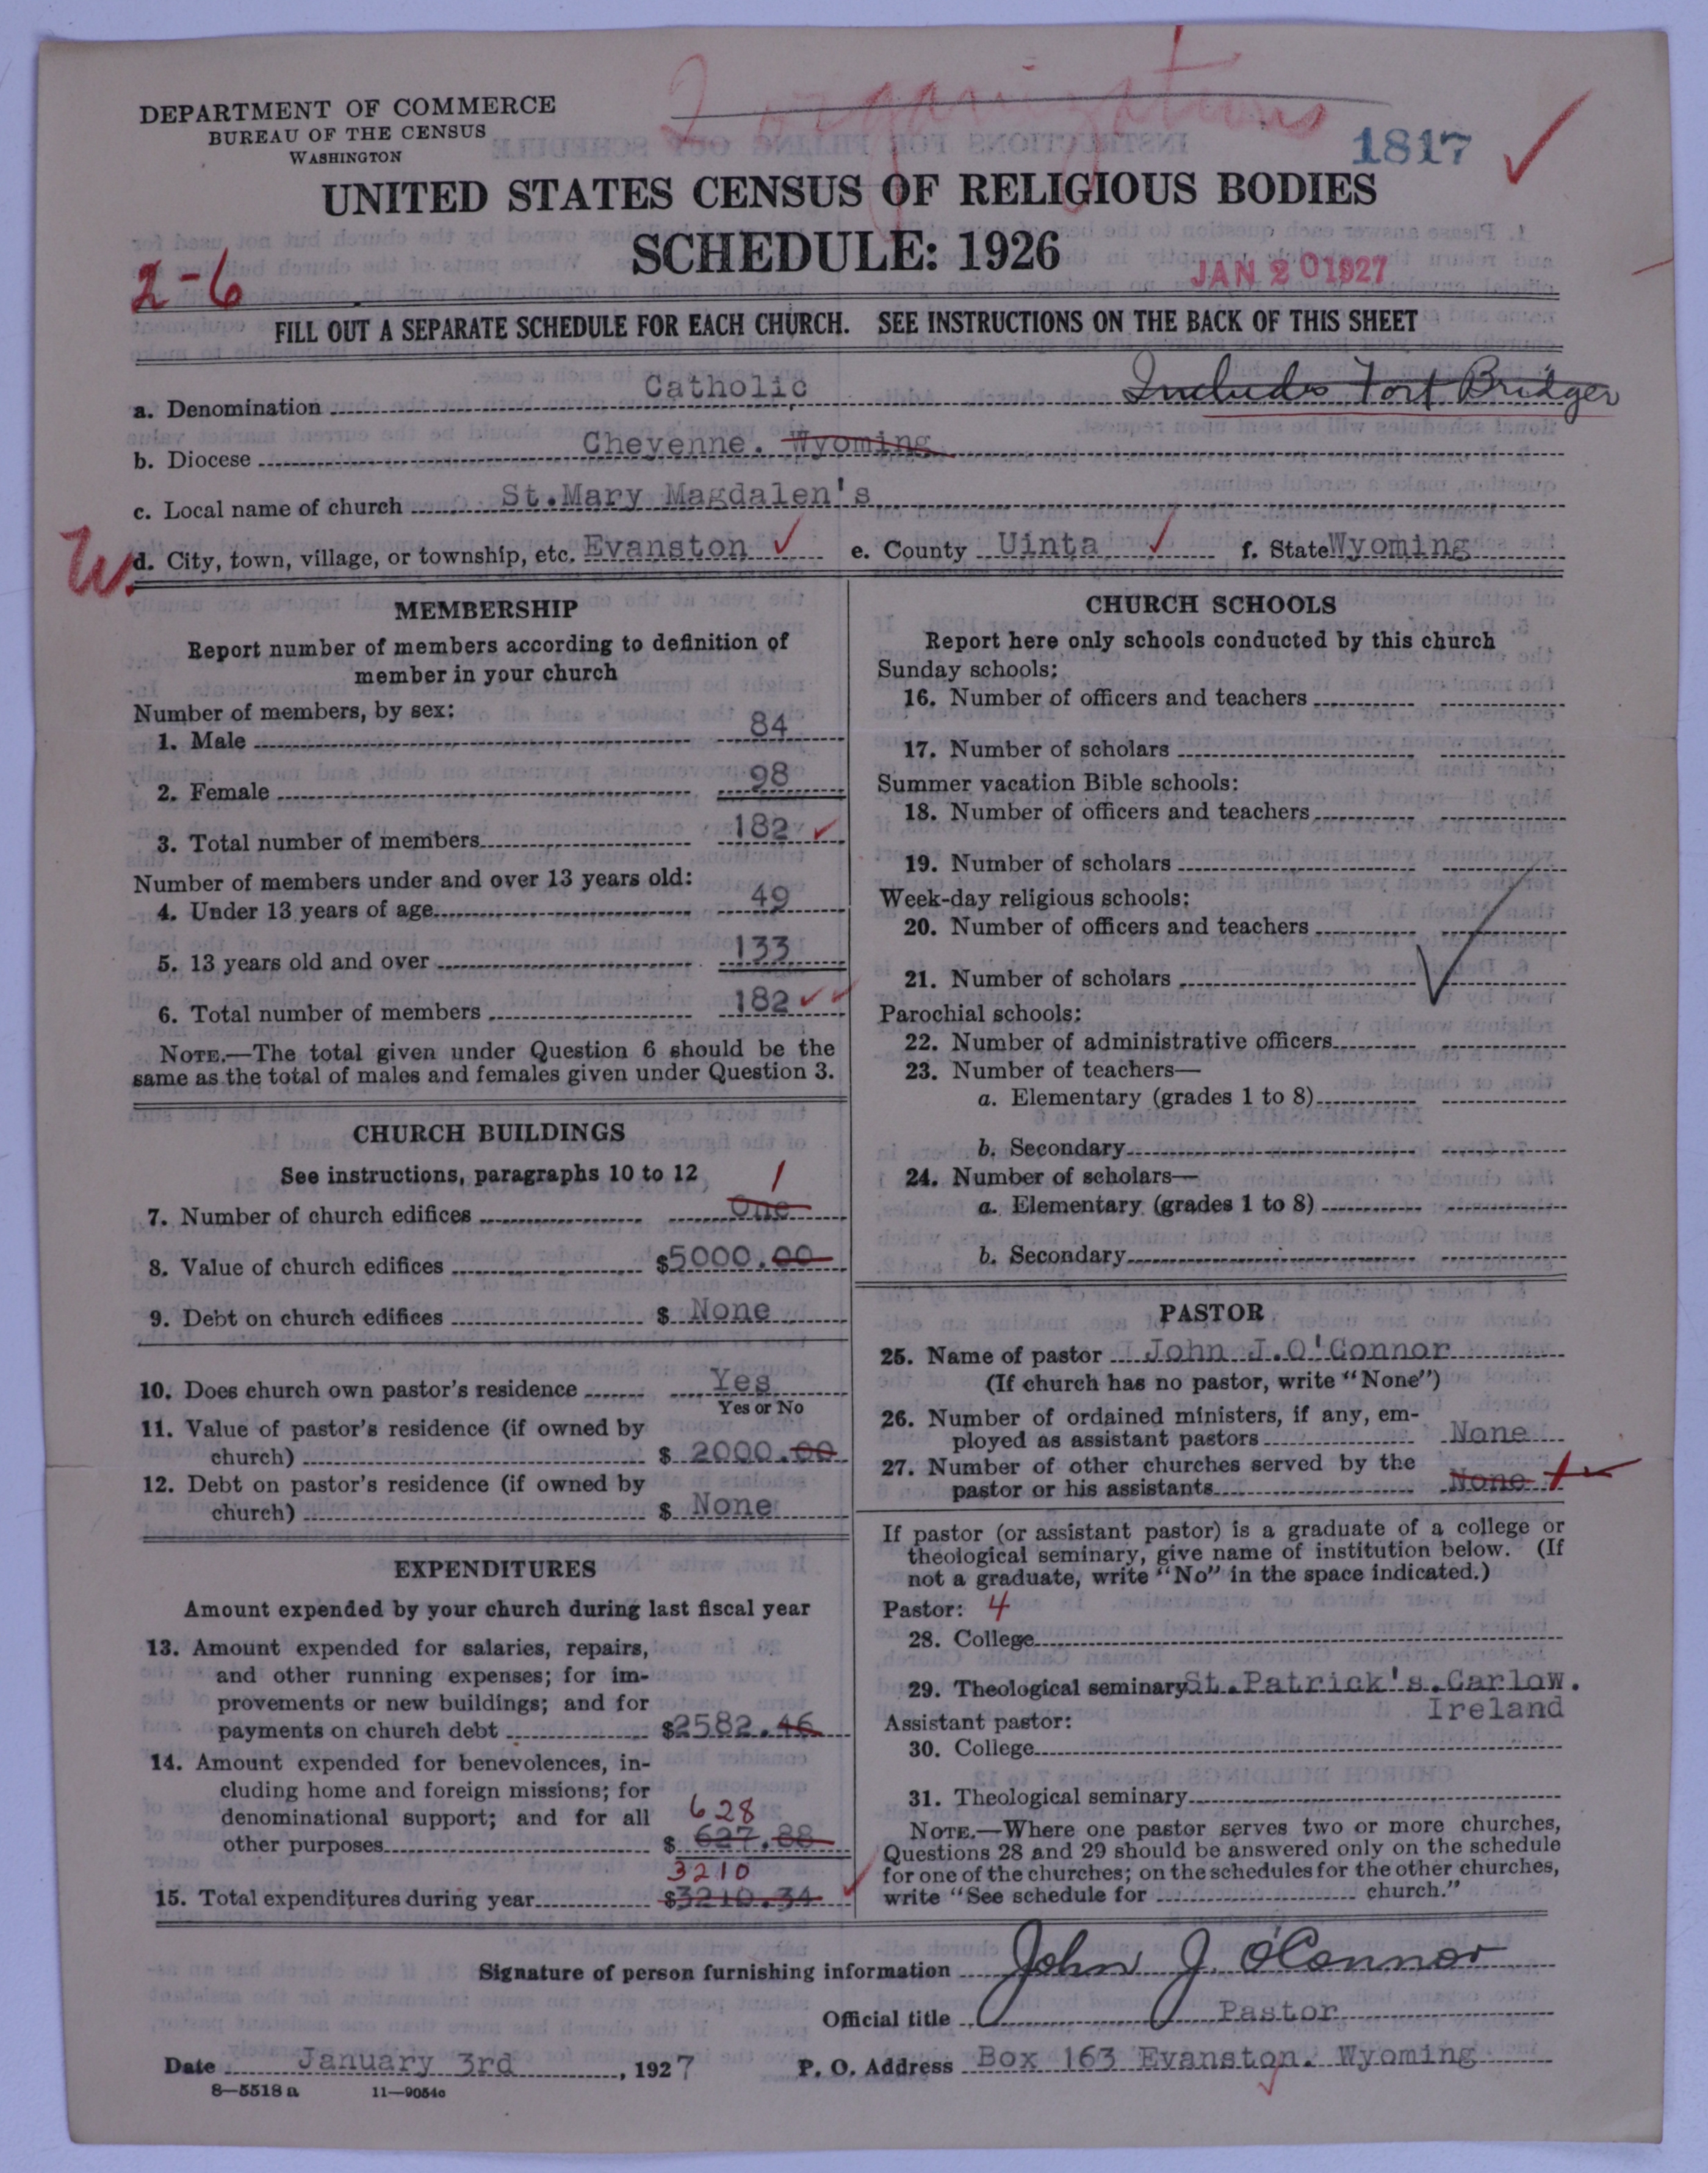 2 organizations
DEPARTMENT OF COMMERCE
BUREAU OF THE CENSUS
WASHINGTON
1817
UNITED STATES CENSUS OF RELIGIOUS BODIES
SCHEDULE: 1926
2-6
JAN 20 1927
FILL OUT A SEPARATE SCHEDULE FOR EACH CHURCH. SEE INSTRUCTIONS ON THE BACK OF THIS SHEET
Includes Fort Bridger
a. Denomination Catholic
b. Diocese Cheyenne. Wyoming
c. Local name of church St.Mary Magdalen's
W.
d. City, town, village, or township, etc. Evanston e. County Uinta f. State Wyoming
MEMBERSHIP
Report number of members according to definition of
member in your church
Number of members, by sex:
1. Male 84
2. Female 98
3. Total number of members 182
Number of members under and over 13 years old:
4. Under 13 years of age 49
5. 13 years old and over 133
6. Total number of members 182
NOTE.—The total given under Question 6 should be the
same as the total of males and females given under Question 3.
CHURCH BUILDINGS
See instructions, paragraphs 10 to 12
1
7. Number of church edifices One
8. Value of church edifices $5000.00
9. Debt on church edifices $ None
10. Does church own pastor's residence Yes
Yes or No
11. Value of pastor's residence (if owned by
church) $ 2000.00
12. Debt on pastor's residence (if owned by
church) $ None
EXPENDITURES
Amount expended by your church during last fiscal year
13. Amount expended for salaries, repairs,
and other running expenses; for im-
provements or new buildings; and for
payments on church debt $2582.46
14. Amount expended for benevolences, in-
cluding home and foreign missions; for
denominational support; and for all
628
other purposes $ 627.88
3210
15. Total expenditures during year $3210.34
CHURCH SCHOOLS
Report here only schools conducted by this church
Sunday schools:
16. Number of officers and teachers
17. Number of scholars
Summer vacation Bible schools:
18. Number of officers and teachers
19. Number of scholars
Week-day religious schools:
20. Number of officers and teachers
21. Number of scholars
Parochial schools:
22. Number of administrative officers
23. Number of teachers—
a. Elementary (grades 1 to 8)
b. Secondary
24. Number of scholars—
a. Elementary (grades 1 to 8)
b. Secondary
PASTOR
25. Name of pastor John J.O'Connor
(If church has no pastor, write "None")
26. Number of ordained ministers, if any, em-
ployed as assistant pastors None
27. Number of other churches served by the
pastor or his assistants None 1
If pastor (or assistant pastor) is a graduate of a college or
theological seminary, give name of institution below. (If
not a graduate, write "No" in the space indicated.)
Pastor: 4
28. College
29. Theological seminary St.Patrick's.Carlow.
Ireland
Assistant pastor:
30. College
31. Theological seminary
NOTE.—Where one pastor serves two or more churches,
Questions 28 and 29 should be answered only on the schedule
for one of the churches; on the schedules for the other churches,
write "See schedule for church."
Signature of person furnishing information John J. O'Connor
Official title Pastor
Date January 3rd, 1927 P. O. Address Box 163 Evanston. Wyoming
8—5518 a 11—9054c